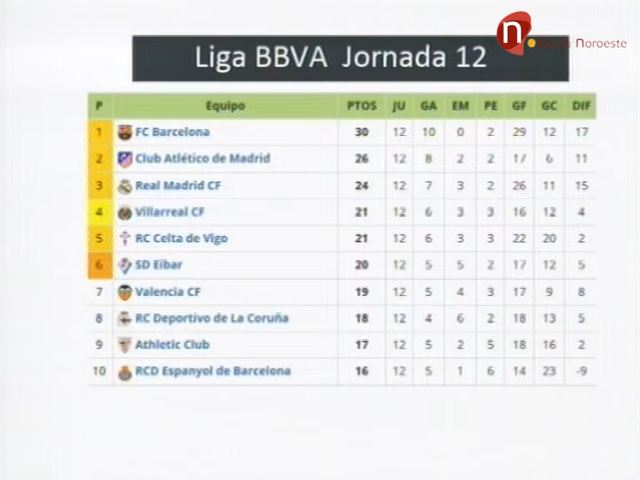 n Noroeste
Liga BBVA Jornada 12
P Equipo PTOS JU GA EM PE GF GC DIF
1 FC Barcelona 30 12 10 0 2 29 12 17
2 Club Atlético de Madrid 26 12 8 2 2 17 6 11
3 Real Madrid CF 24 12 7 3 2 26 11 15
4 Villarreal CF 21 12 6 3 3 16 12 4
5 RC Celta de Vigo 21 12 6 3 3 22 20 2
6 SD Eibar 20 12 5 5 2 17 12 5
7 Valencia CF 19 12 5 4 3 17 9 8
8 RC Deportivo de La Coruña 18 12 4 6 2 18 13 5
9 Athletic Club 17 12 5 2 5 18 16 2
10 RCD Espanyol de Barcelona 16 12 5 1 6 14 23 -9